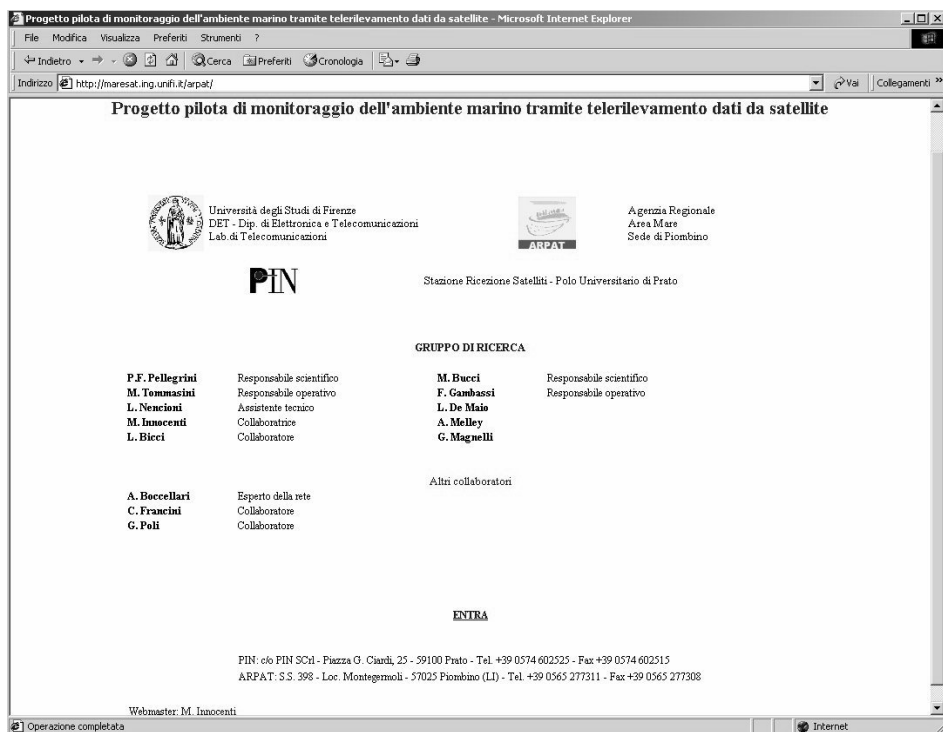 Progetto pilota di monitoraggio dell'ambiente marino tramite telerilevamento dati da satellite - Microsoft Internet Explorer
File Modifica Visualizza Preferiti Strumenti ?
Indietro Cerca Preferiti Cronologia
Indirizzo http://maresat.ing.unifi.it/arpat/ Vai Collegamenti »
Progetto pilota di monitoraggio dell'ambiente marino tramite telerilevamento dati da satellite
Università degli Studi di Firenze
DET - Dip. di Elettronica e Telecomunicazioni
Lab.di Telecomunicazioni
ARPAT
Agenzia Regionale
Area Mare
Sede di Piombino
PIN
Stazione Ricezione Satelliti - Polo Universitario di Prato
GRUPPO DI RICERCA
P.F. Pellegrini Responsabile scientifico M. Bucci Responsabile scientifico
M. Tommasini Responsabile operativo F. Gambassi Responsabile operativo
L. Nencioni Assistente tecnico L. De Maio
M. Innocenti Collaboratrice A. Melley
L. Bicci Collaboratore G. Magnelli
Altri collaboratori
A. Boccellari Esperto della rete
C. Francini Collaboratore
G. Poli Collaboratore
ENTRA
PIN: c/o PIN SCrl - Piazza G. Ciardi, 25 - 59100 Prato - Tel. +39 0574 602525 - Fax +39 0574 602515
ARPAT: S.S. 398 - Loc. Montegemoli - 57025 Piombino (LI) - Tel. +39 0565 277311 - Fax +39 0565 277308
Webmaster: M. Innocenti
Operazione completata Internet